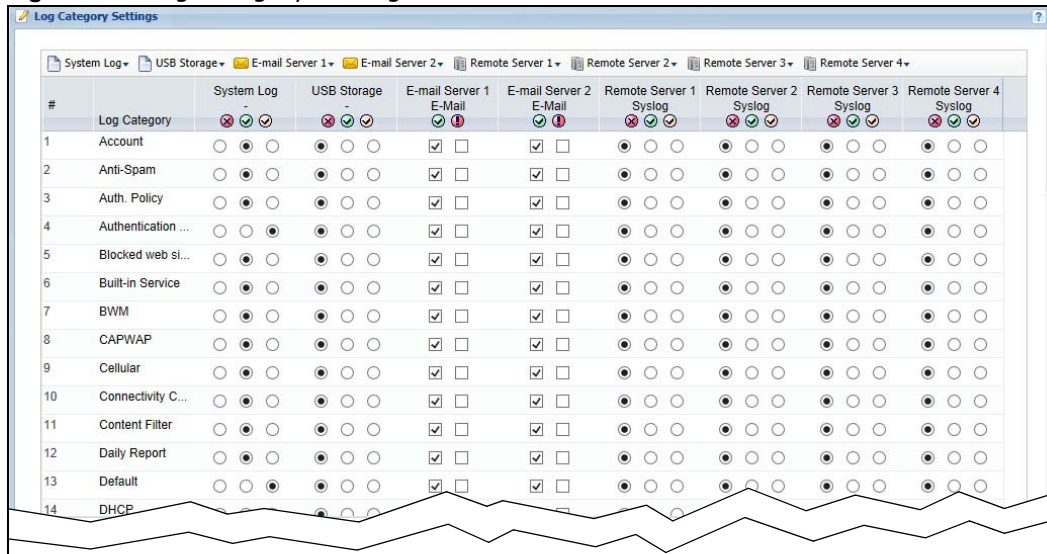 Log Category Settings
?
System Log USB Storage E-mail Server 1 E-mail Server 2 Remote Server 1 Remote Server 2 Remote Server 3 Remote Server 4
# Log Category System Log - USB Storage - E-mail Server 1 E-Mail E-mail Server 2 E-Mail Remote Server 1 Syslog Remote Server 2 Syslog Remote Server 3 Syslog Remote Server 4 Syslog
1 Account
2 Anti-Spam
3 Auth. Policy
4 Authentication ...
5 Blocked web si...
6 Built-in Service
7 BWM
8 CAPWAP
9 Cellular
10 Connectivity C...
11 Content Filter
12 Daily Report
13 Default
14 DHCP